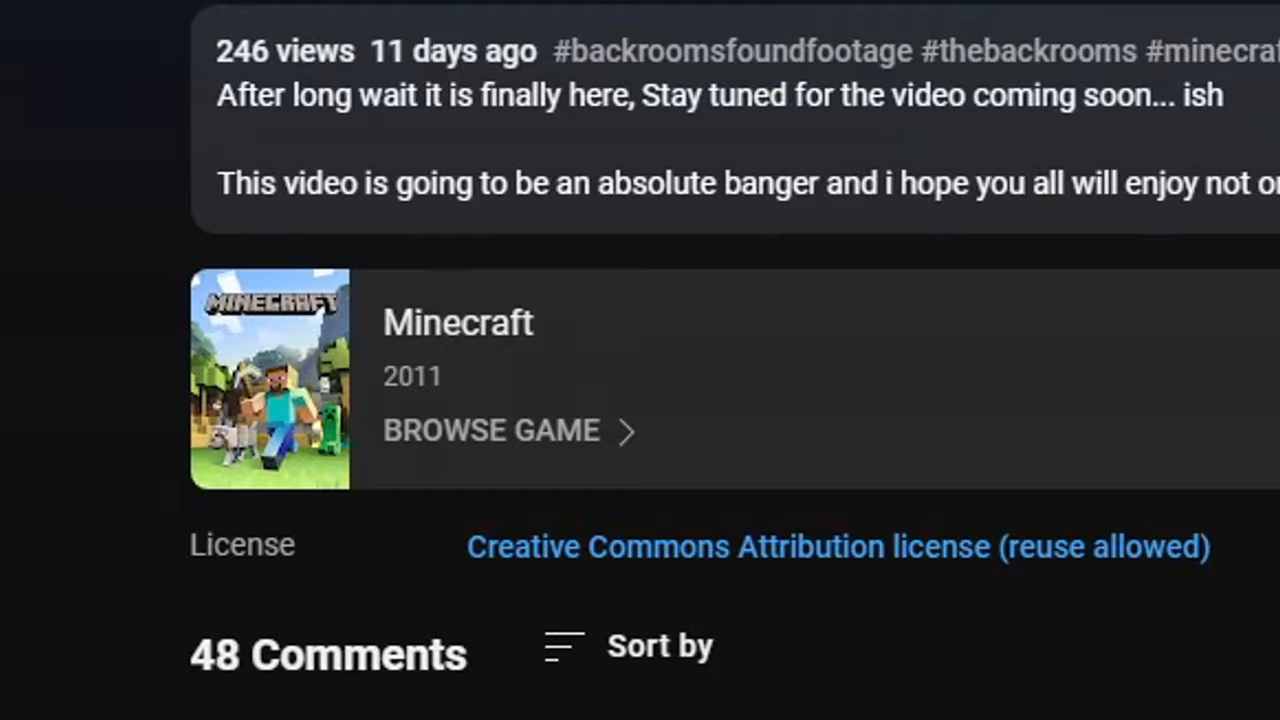 246 views 11 days ago #backroomsfoundfootage #thebackrooms #minecraf
After long wait it is finally here, Stay tuned for the video coming soon... ish
This video is going to be an absolute banger and i hope you all will enjoy not
MINECRAFT
Minecraft
2011
BROWSE GAME
License
Creative Commons Attribution license (reuse allowed)
48 Comments
Sort by